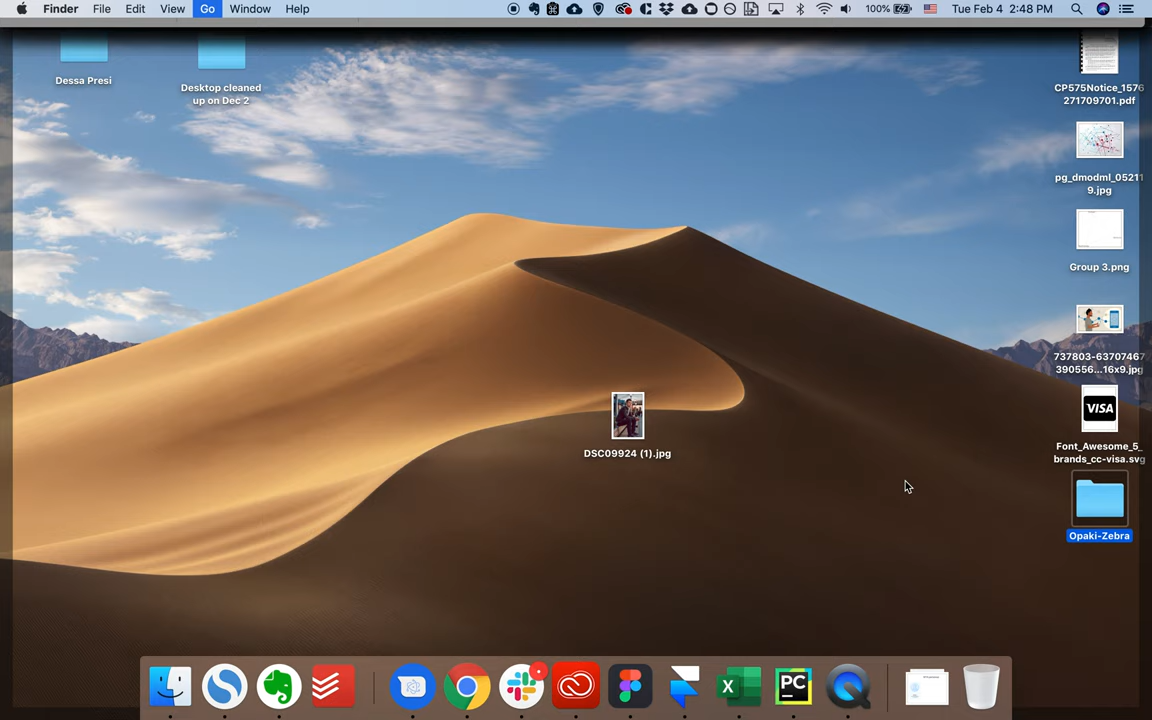 Finder File Edit View Go Window Help 100% Tue Feb 4 2:48 PM
Dessa Presi
Desktop cleaned
up on Dec 2
CP575Notice_1576
271709701.pdf
pg_dmodml_05211
9.jpg
Group 3.png
737803-63707467
390556...16x9.jpg
VISA
Font_Awesome_5_
brands_cc-visa.svg
Opaki-Zebra
DSC09924 (1).jpg
X
PC